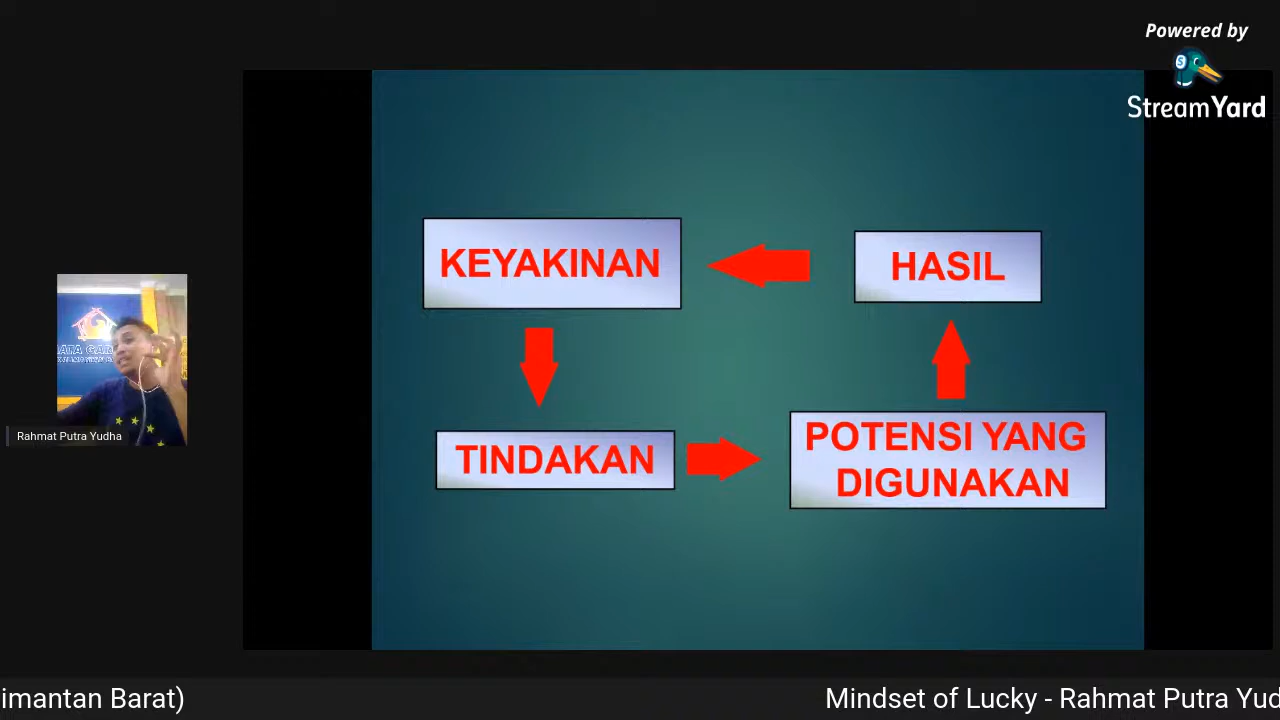 Powered by
S
StreamYard
KEYAKINAN
HASIL
TINDAKAN
POTENSI YANG
DIGUNAKAN
Rahmat Putra Yudha
imantan Barat)
Mindset of Lucky - Rahmat Putra Yud